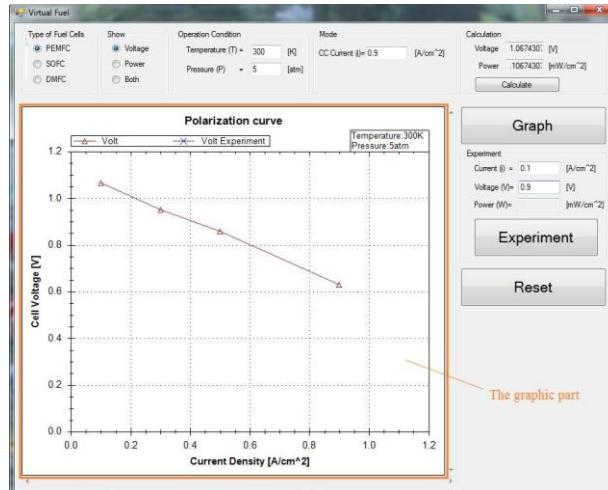 Virtual Fuel
Type of Fuel Cells
PEMFC
SOFC
DMFC
Show
Voltage
Power
Both
Operation Condition
Temperature (T) = 300 [K]
Pressure (P) = 5 [atm]
Mode
CC Current (i)= 0.9 [A/cm^2]
Calculation
Voltage 1.067430 [V]
Power .1067430 [mW/cm^2]
Calculate
Polarization curve
Volt Volt Experiment
Temperature:300K
Pressure:5atm
Cell Voltage [V]
1.2
1.0
0.8
0.6
0.4
0.2
0.0
0.0 0.2 0.4 0.6 0.8 1.0 1.2
Current Density [A/cm^2]
Graph
Experiment
Current (i) = 0.1 [A/cm^2]
Voltage (V)= 0.9 [V]
Power (W)= [mW/cm^2]
Experiment
Reset
The graphic part